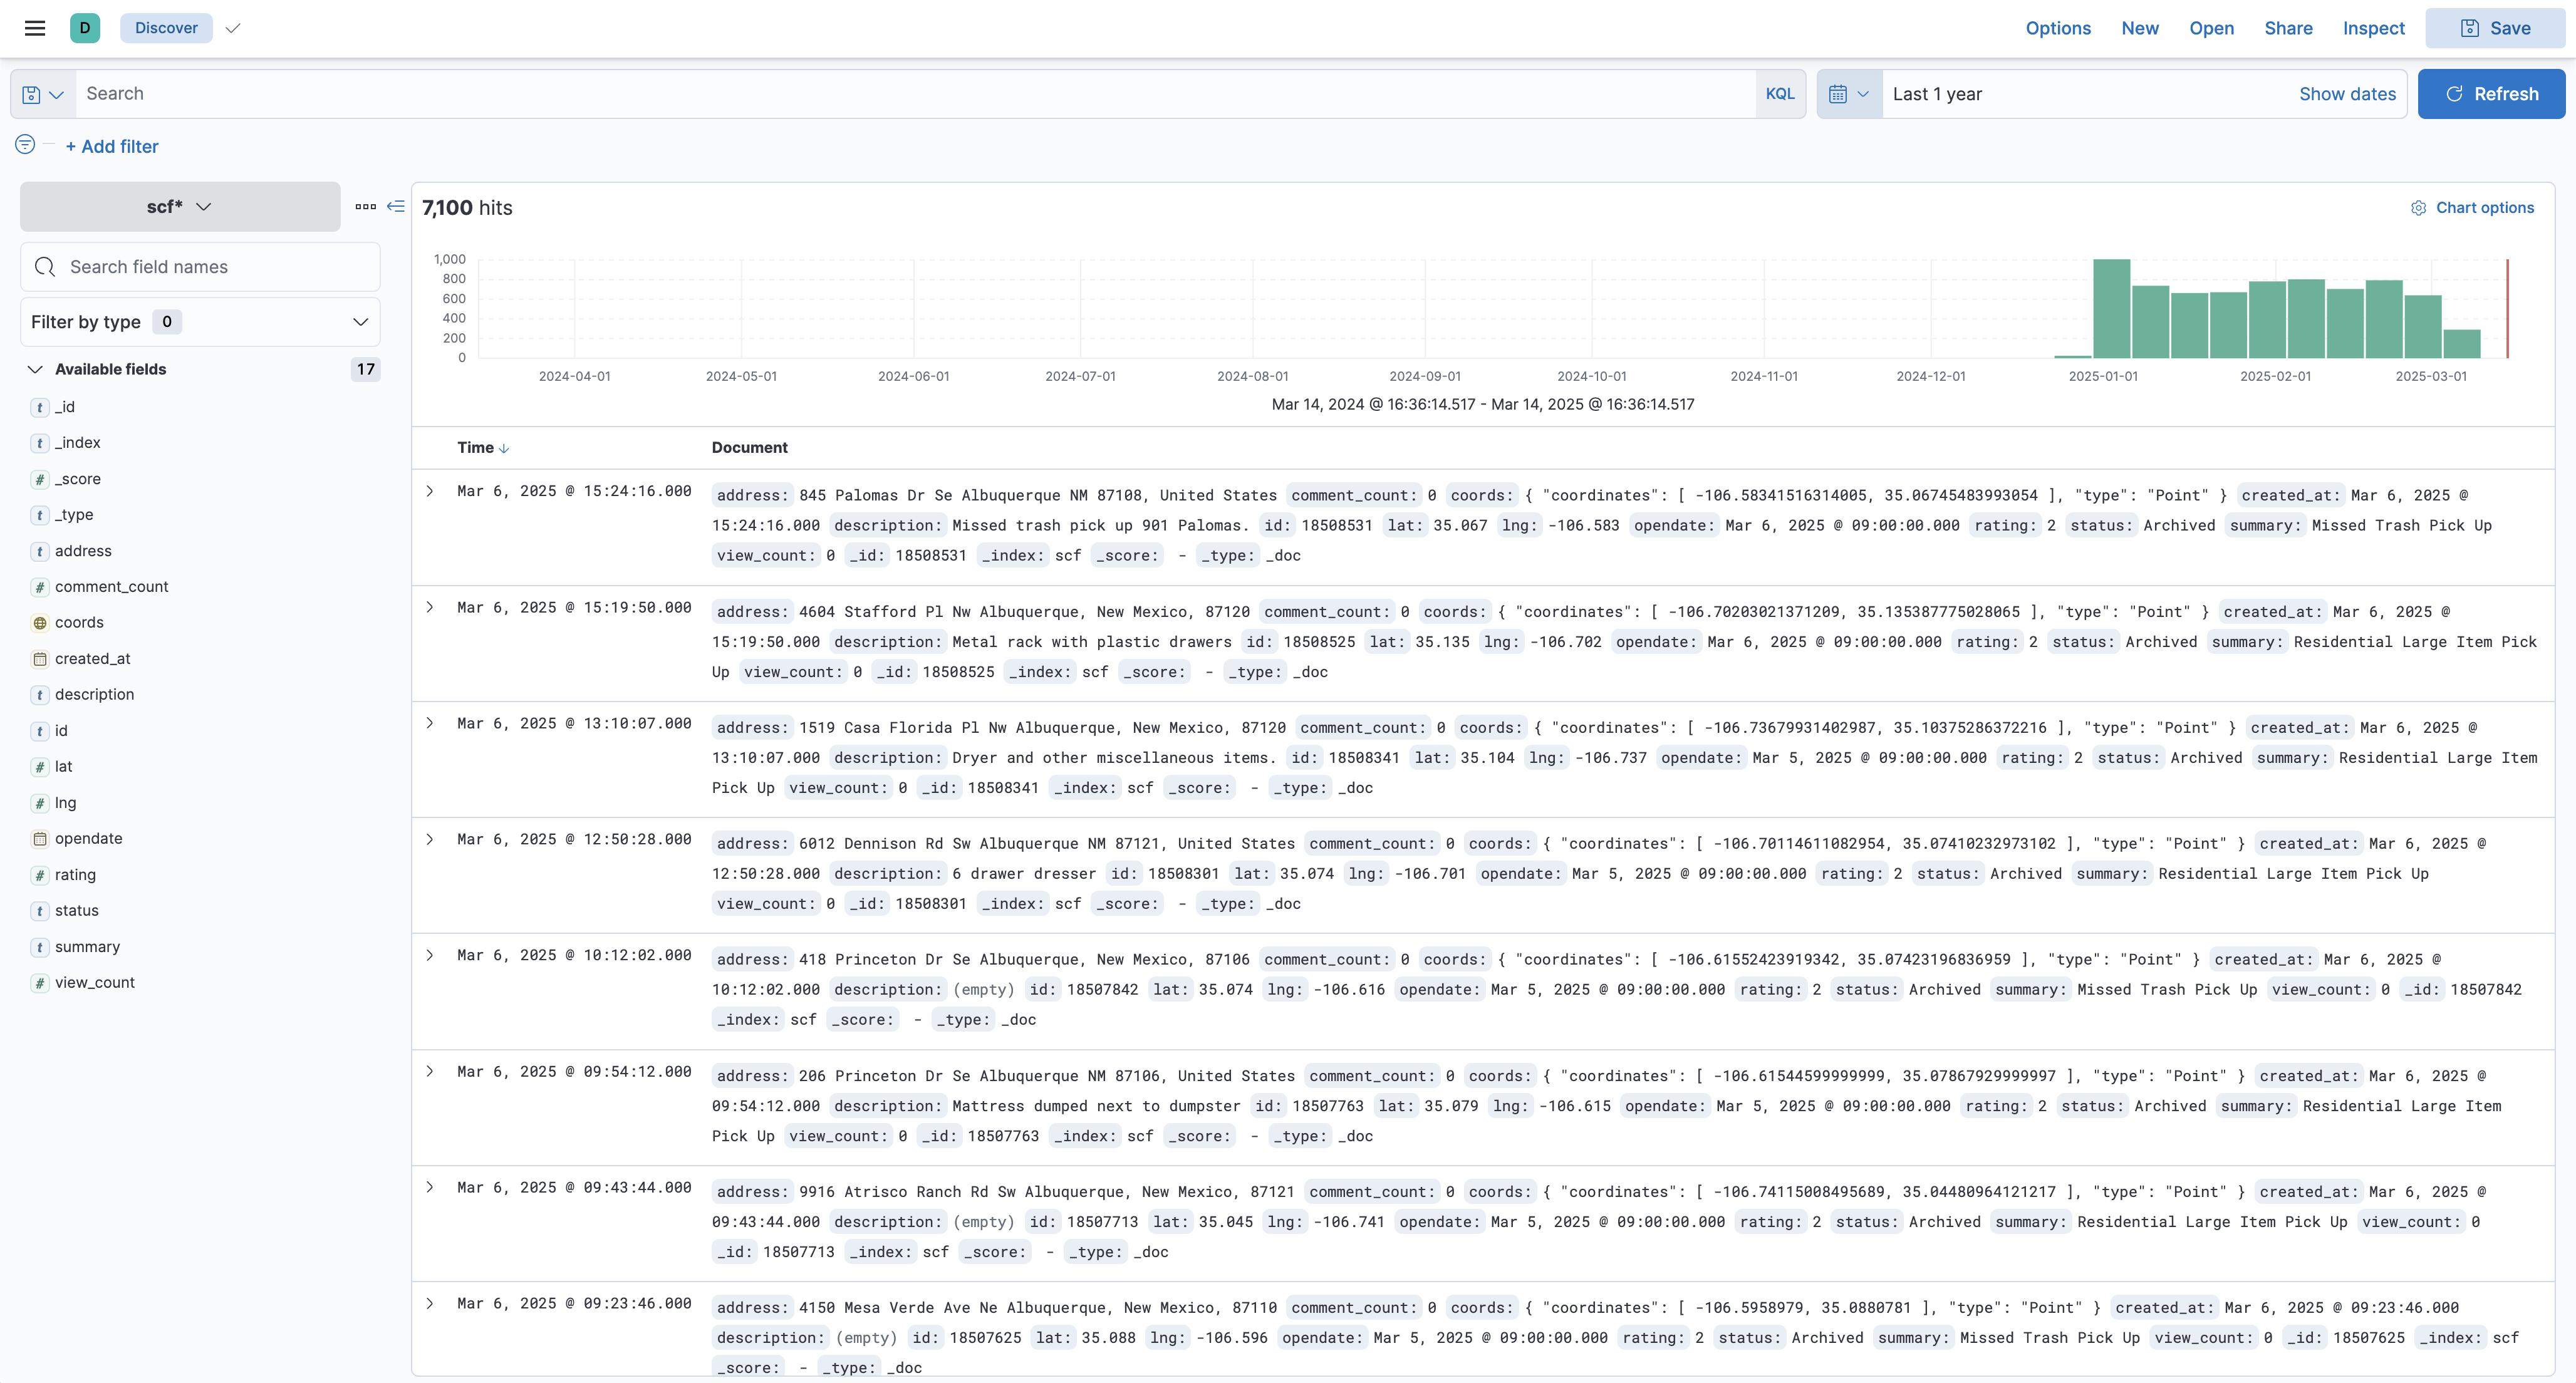 D Discover Options New Open Share Inspect Save
Search KQL Last 1 year Show dates Refresh
+ Add filter
scf*
Search field names
Filter by type 0
Available fields 17
_id
_index
_score
_type
address
comment_count
coords
created_at
description
id
lat
lng
opendate
rating
status
summary
view_count
7,100 hits Chart options
1,000
800
600
400
200
0
2024-04-01 2024-05-01 2024-06-01 2024-07-01 2024-08-01 2024-09-01 2024-10-01 2024-11-01 2024-12-01 2025-01-01 2025-02-01 2025-03-01
Mar 14, 2024 @ 16:36:14.517 - Mar 14, 2025 @ 16:36:14.517
Time Document
Mar 6, 2025 @ 15:24:16.000 address: 845 Palomas Dr Se Albuquerque NM 87108, United States comment_count: 0 coords: { "coordinates": [ -106.58341516314005, 35.06745483993054 ], "type": "Point" } created_at: Mar 6, 2025 @
15:24:16.000 description: Missed trash pick up 901 Palomas. id: 18508531 lat: 35.067 lng: -106.583 opendate: Mar 6, 2025 @ 09:00:00.000 rating: 2 status: Archived summary: Missed Trash Pick Up
view_count: 0 _id: 18508531 _index: scf _score: - _type: _doc
Mar 6, 2025 @ 15:19:50.000 address: 4604 Stafford Pl Nw Albuquerque, New Mexico, 87120 comment_count: 0 coords: { "coordinates": [ -106.70203021371209, 35.135387775028065 ], "type": "Point" } created_at: Mar 6, 2025 @
15:19:50.000 description: Metal rack with plastic drawers id: 18508525 lat: 35.135 lng: -106.702 opendate: Mar 6, 2025 @ 09:00:00.000 rating: 2 status: Archived summary: Residential Large Item Pick
Up view_count: 0 _id: 18508525 _index: scf _score: - _type: _doc
Mar 6, 2025 @ 13:10:07.000 address: 1519 Casa Florida Pl Nw Albuquerque, New Mexico, 87120 comment_count: 0 coords: { "coordinates": [ -106.73679931402987, 35.10375286372216 ], "type": "Point" } created_at: Mar 6, 2025 @
13:10:07.000 description: Dryer and other miscellaneous items. id: 18508341 lat: 35.104 lng: -106.737 opendate: Mar 5, 2025 @ 09:00:00.000 rating: 2 status: Archived summary: Residential Large Item
Pick Up view_count: 0 _id: 18508341 _index: scf _score: - _type: _doc
Mar 6, 2025 @ 12:50:28.000 address: 6012 Dennison Rd Sw Albuquerque NM 87121, United States comment_count: 0 coords: { "coordinates": [ -106.70114611082954, 35.07410232973102 ], "type": "Point" } created_at: Mar 6, 2025 @
12:50:28.000 description: 6 drawer dresser id: 18508301 lat: 35.074 lng: -106.701 opendate: Mar 5, 2025 @ 09:00:00.000 rating: 2 status: Archived summary: Residential Large Item Pick Up
view_count: 0 _id: 18508301 _index: scf _score: - _type: _doc
Mar 6, 2025 @ 10:12:02.000 address: 418 Princeton Dr Se Albuquerque, New Mexico, 87106 comment_count: 0 coords: { "coordinates": [ -106.61552423919342, 35.07423196836959 ], "type": "Point" } created_at: Mar 6, 2025 @
10:12:02.000 description: (empty) id: 18507842 lat: 35.074 lng: -106.616 opendate: Mar 5, 2025 @ 09:00:00.000 rating: 2 status: Archived summary: Missed Trash Pick Up view_count: 0 _id: 18507842
_index: scf _score: - _type: _doc
Mar 6, 2025 @ 09:54:12.000 address: 206 Princeton Dr Se Albuquerque NM 87106, United States comment_count: 0 coords: { "coordinates": [ -106.61544599999999, 35.07867929999997 ], "type": "Point" } created_at: Mar 6, 2025 @
09:54:12.000 description: Mattress dumped next to dumpster id: 18507763 lat: 35.079 lng: -106.615 opendate: Mar 5, 2025 @ 09:00:00.000 rating: 2 status: Archived summary: Residential Large Item
Pick Up view_count: 0 _id: 18507763 _index: scf _score: - _type: _doc
Mar 6, 2025 @ 09:43:44.000 address: 9916 Atrisco Ranch Rd Sw Albuquerque, New Mexico, 87121 comment_count: 0 coords: { "coordinates": [ -106.74115008495689, 35.04480964121217 ], "type": "Point" } created_at: Mar 6, 2025 @
09:43:44.000 description: (empty) id: 18507713 lat: 35.045 lng: -106.741 opendate: Mar 5, 2025 @ 09:00:00.000 rating: 2 status: Archived summary: Residential Large Item Pick Up view_count: 0
_id: 18507713 _index: scf _score: - _type: _doc
Mar 6, 2025 @ 09:23:46.000 address: 4150 Mesa Verde Ave Ne Albuquerque, New Mexico, 87110 comment_count: 0 coords: { "coordinates": [ -106.5958979, 35.0880781 ], "type": "Point" } created_at: Mar 6, 2025 @ 09:23:46.000
description: (empty) id: 18507625 lat: 35.088 lng: -106.596 opendate: Mar 5, 2025 @ 09:00:00.000 rating: 2 status: Archived summary: Missed Trash Pick Up view_count: 0 _id: 18507625 _index: scf
_score: - _type: _doc